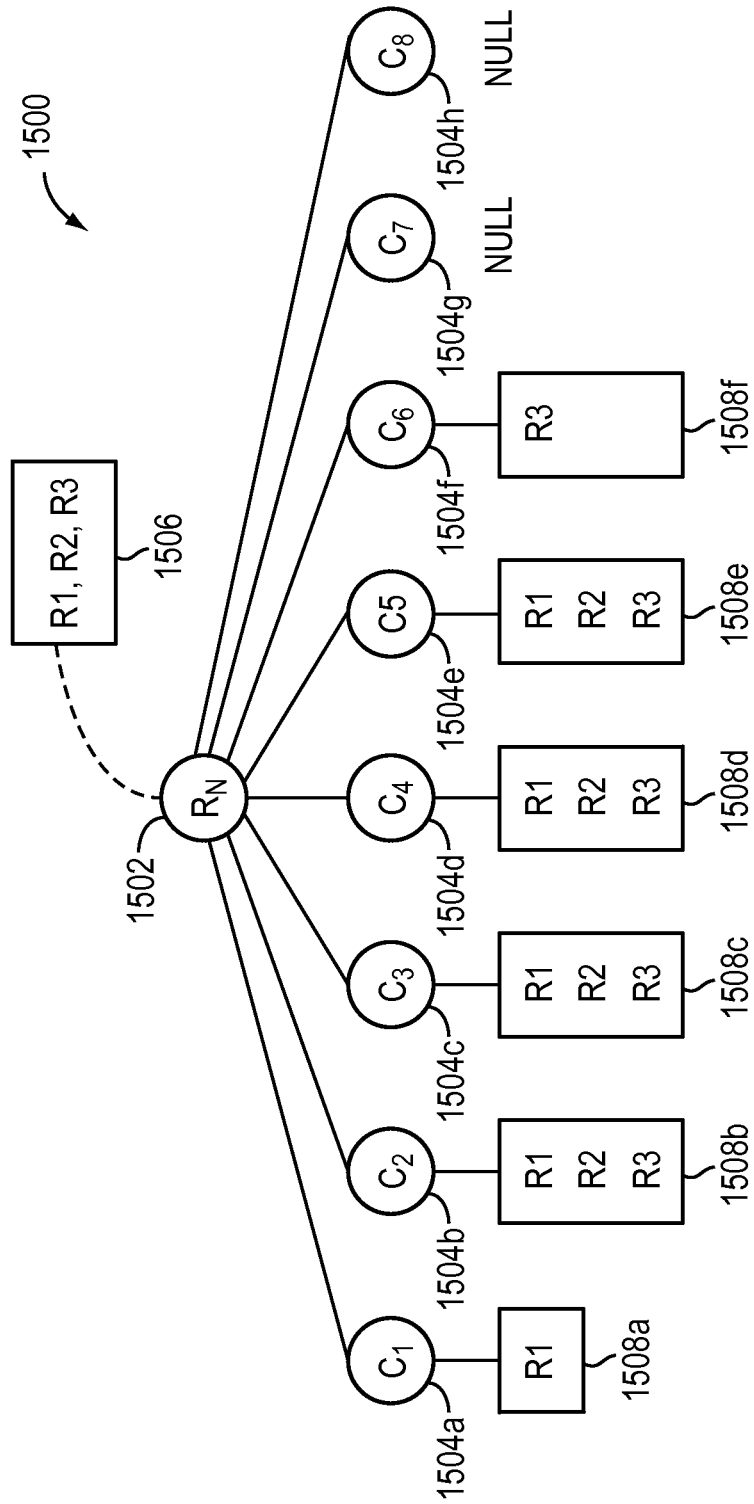 1500
R1, R2, R3
1506
RN
1502
C1
C2
C3
C4
C5
C6
C7
C8
1504a
1504b
1504c
1504d
1504e
1504f
1504g
1504h
R1
R1
R2
R3
R1
R2
R3
R1
R2
R3
R1
R2
R3
R3
NULL
NULL
1508a
1508b
1508c
1508d
1508e
1508f